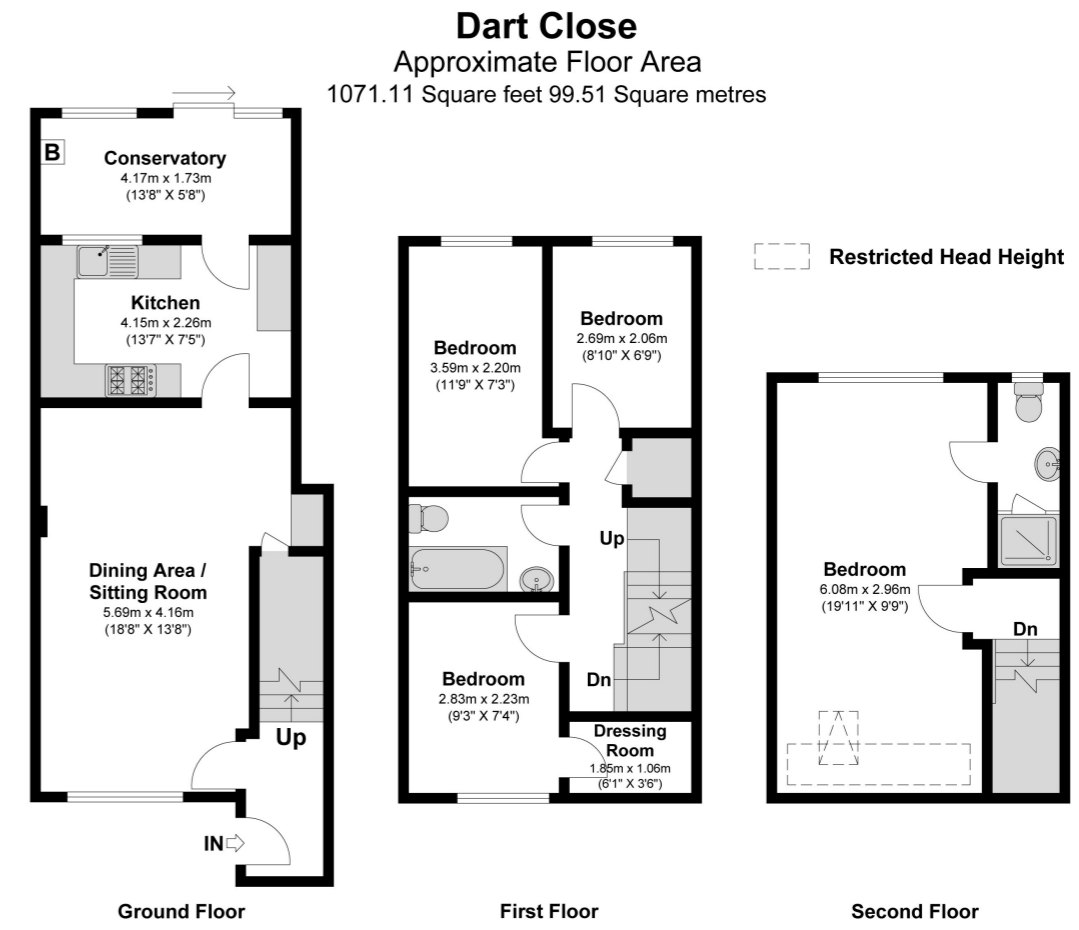 Dart Close
Approximate Floor Area
1071.11 Square feet 99.51 Square metres
B
Conservatory
4.17m x 1.73m
(13'8" X 5'8")
Kitchen
4.15m x 2.26m
(13'7" X 7'5")
Dining Area /
Sitting Room
5.69m x 4.16m
(18'8" X 13'8")
Up
IN
Ground Floor
Bedroom
3.59m x 2.20m
(11'9" X 7'3")
Bedroom
2.69m x 2.06m
(8'10" X 6'9")
Up
Dn
Bedroom
2.83m x 2.23m
(9'3" X 7'4")
Dressing
Room
1.85m x 1.06m
(6'1" X 3'6")
First Floor
Restricted Head Height
Bedroom
6.08m x 2.96m
(19'11" X 9'9")
Dn
Second Floor